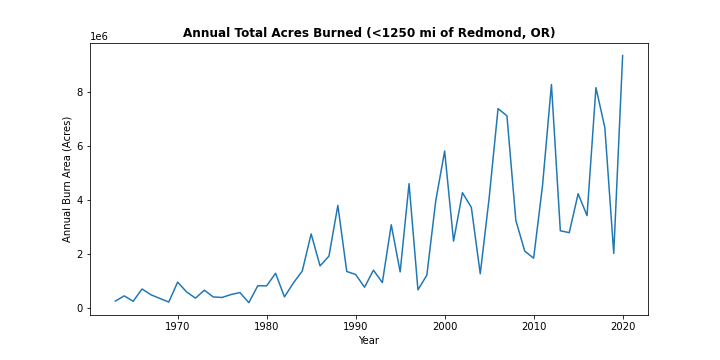 Annual Total Acres Burned (<1250 mi of Redmond, OR)
1e6
8
6
4
2
0
Annual Burn Area (Acres)
1970 1980 1990 2000 2010 2020
Year